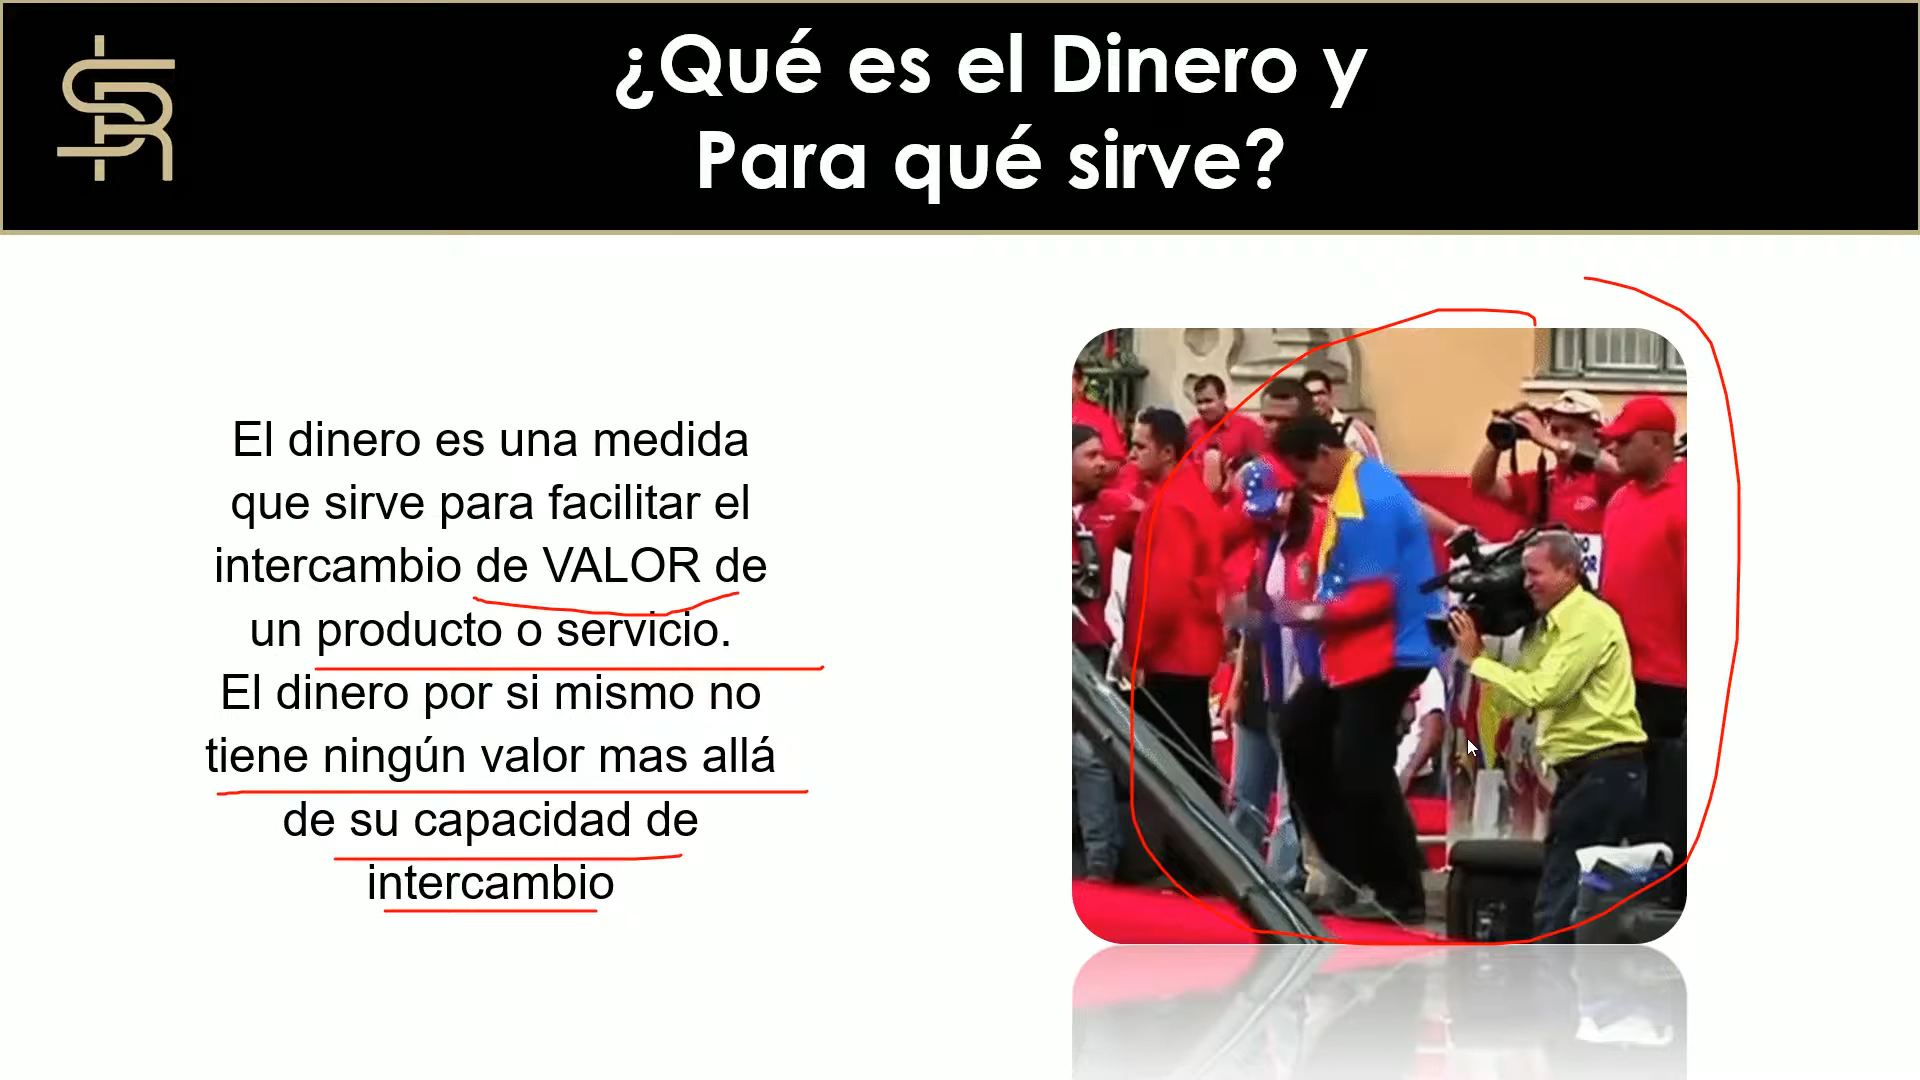 ¿Qué es el Dinero y
Para qué sirve?
El dinero es una medida
que sirve para facilitar el
intercambio de VALOR de
un producto o servicio.
El dinero por si mismo no
tiene ningún valor mas allá
de su capacidad de
intercambio